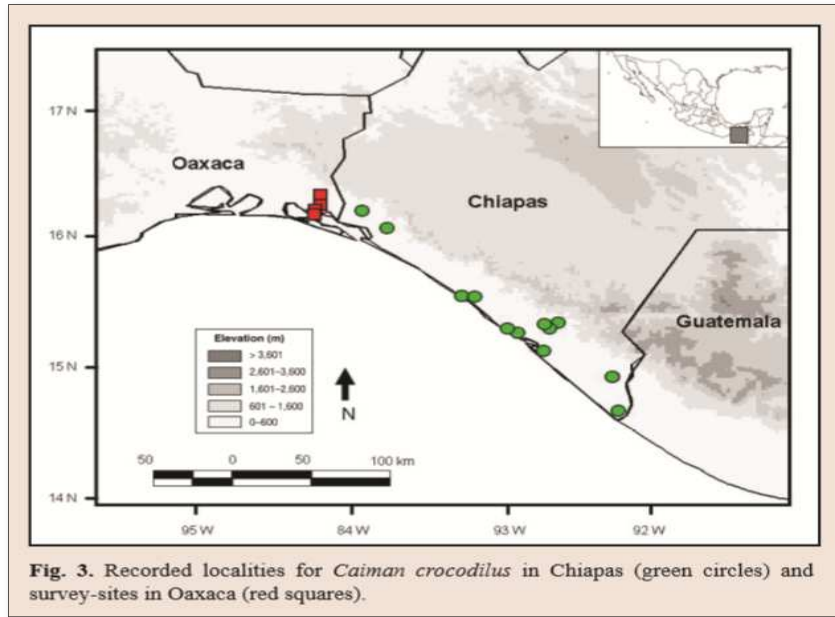 17 N
Oaxaca
Chiapas
16 N
Guatemala
Elevation (m)
> 3,601
2,601–3,600
1,601–2,600
601 – 1,600
0–600
15 N
N
50 0 50 100 km
14 N
95 W 84 W 93 W 92 W
Fig. 3. Recorded localities for Caiman crocodilus in Chiapas (green circles) and
survey-sites in Oaxaca (red squares).